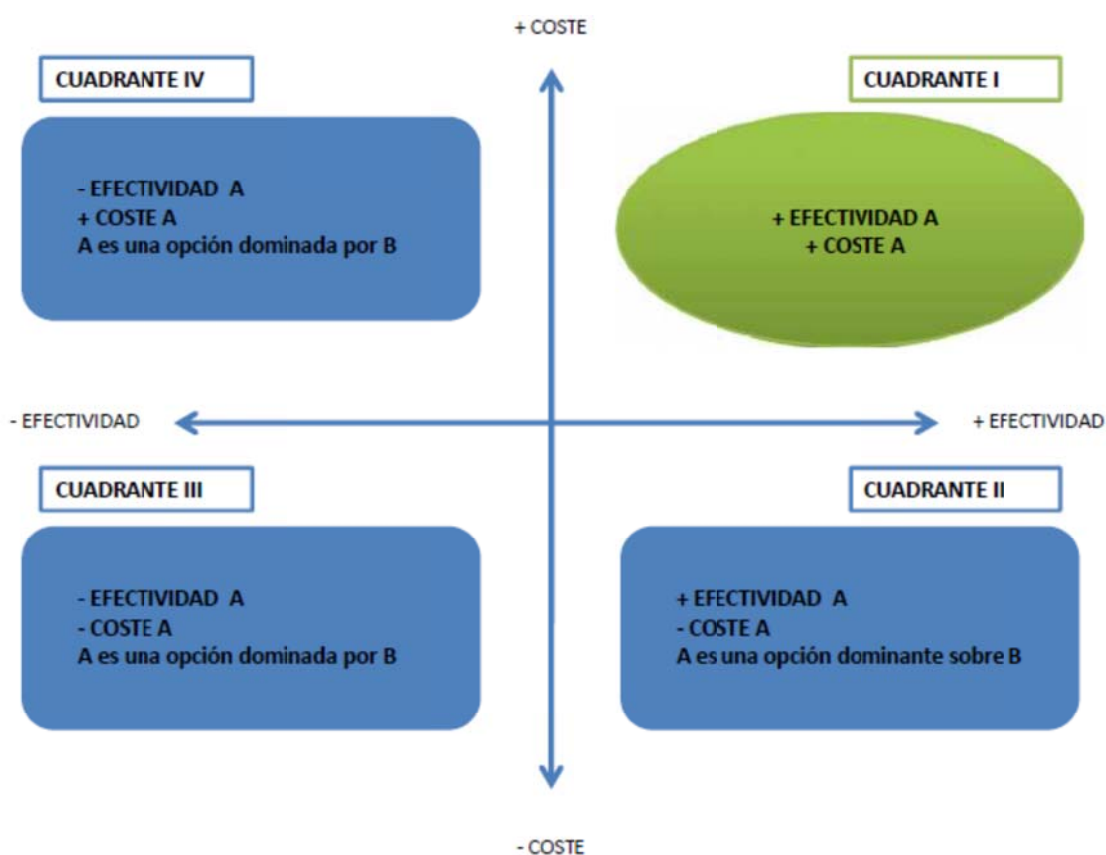 + COSTE
CUADRANTE IV
CUADRANTE I
- EFECTIVIDAD A
+ COSTE A
A es una opción dominada por B
+ EFECTIVIDAD A
+ COSTE A
- EFECTIVIDAD
+ EFECTIVIDAD
CUADRANTE III
CUADRANTE II
- EFECTIVIDAD A
- COSTE A
A es una opción dominada por B
+ EFECTIVIDAD A
- COSTE A
A es una opción dominante sobre B
- COSTE